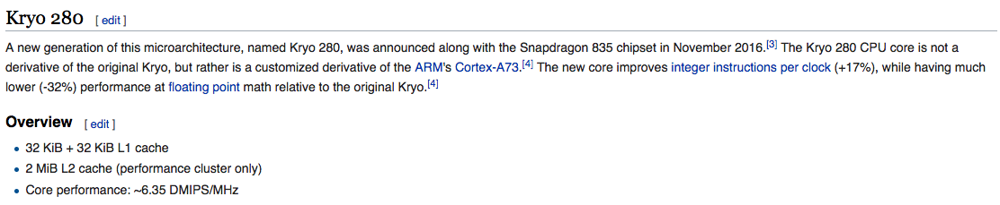 Kryo 280 [ edit ]
A new generation of this microarchitecture, named Kryo 280, was announced along with the Snapdragon 835 chipset in November 2016.[3] The Kryo 280 CPU core is not a
derivative of the original Kryo, but rather is a customized derivative of the ARM's Cortex-A73.[4] The new core improves integer instructions per clock (+17%), while having much
lower (-32%) performance at floating point math relative to the original Kryo.[4]
Overview [ edit ]
• 32 KiB + 32 KiB L1 cache
• 2 MiB L2 cache (performance cluster only)
• Core performance: ~6.35 DMIPS/MHz